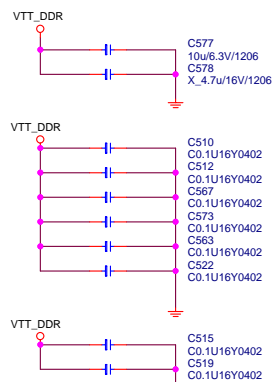 VTT_DDR
C577
10u/6.3V/1206
C578
X_4.7u/16V/1206
VTT_DDR
C510
C0.1U16Y0402
C512
C0.1U16Y0402
C567
C0.1U16Y0402
C573
C0.1U16Y0402
C563
C0.1U16Y0402
C522
C0.1U16Y0402
VTT_DDR
C515
C0.1U16Y0402
C519
C0.1U16Y0402